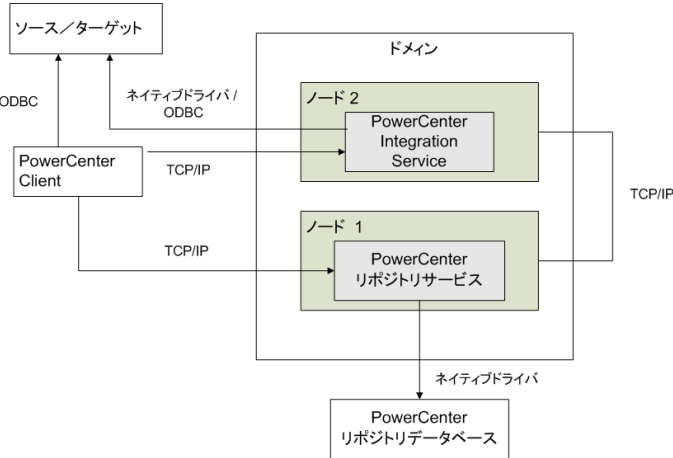 ソース／ターゲット
ドメイン
ODBC
ネイティブドライバ /
ODBC
ノード 2
PowerCenter
Integration
Service
PowerCenter
Client
TCP/IP
TCP/IP
ノード 1
TCP/IP
PowerCenter
リポジトリサービス
ネイティブドライバ
PowerCenter
リポジトリデータベース